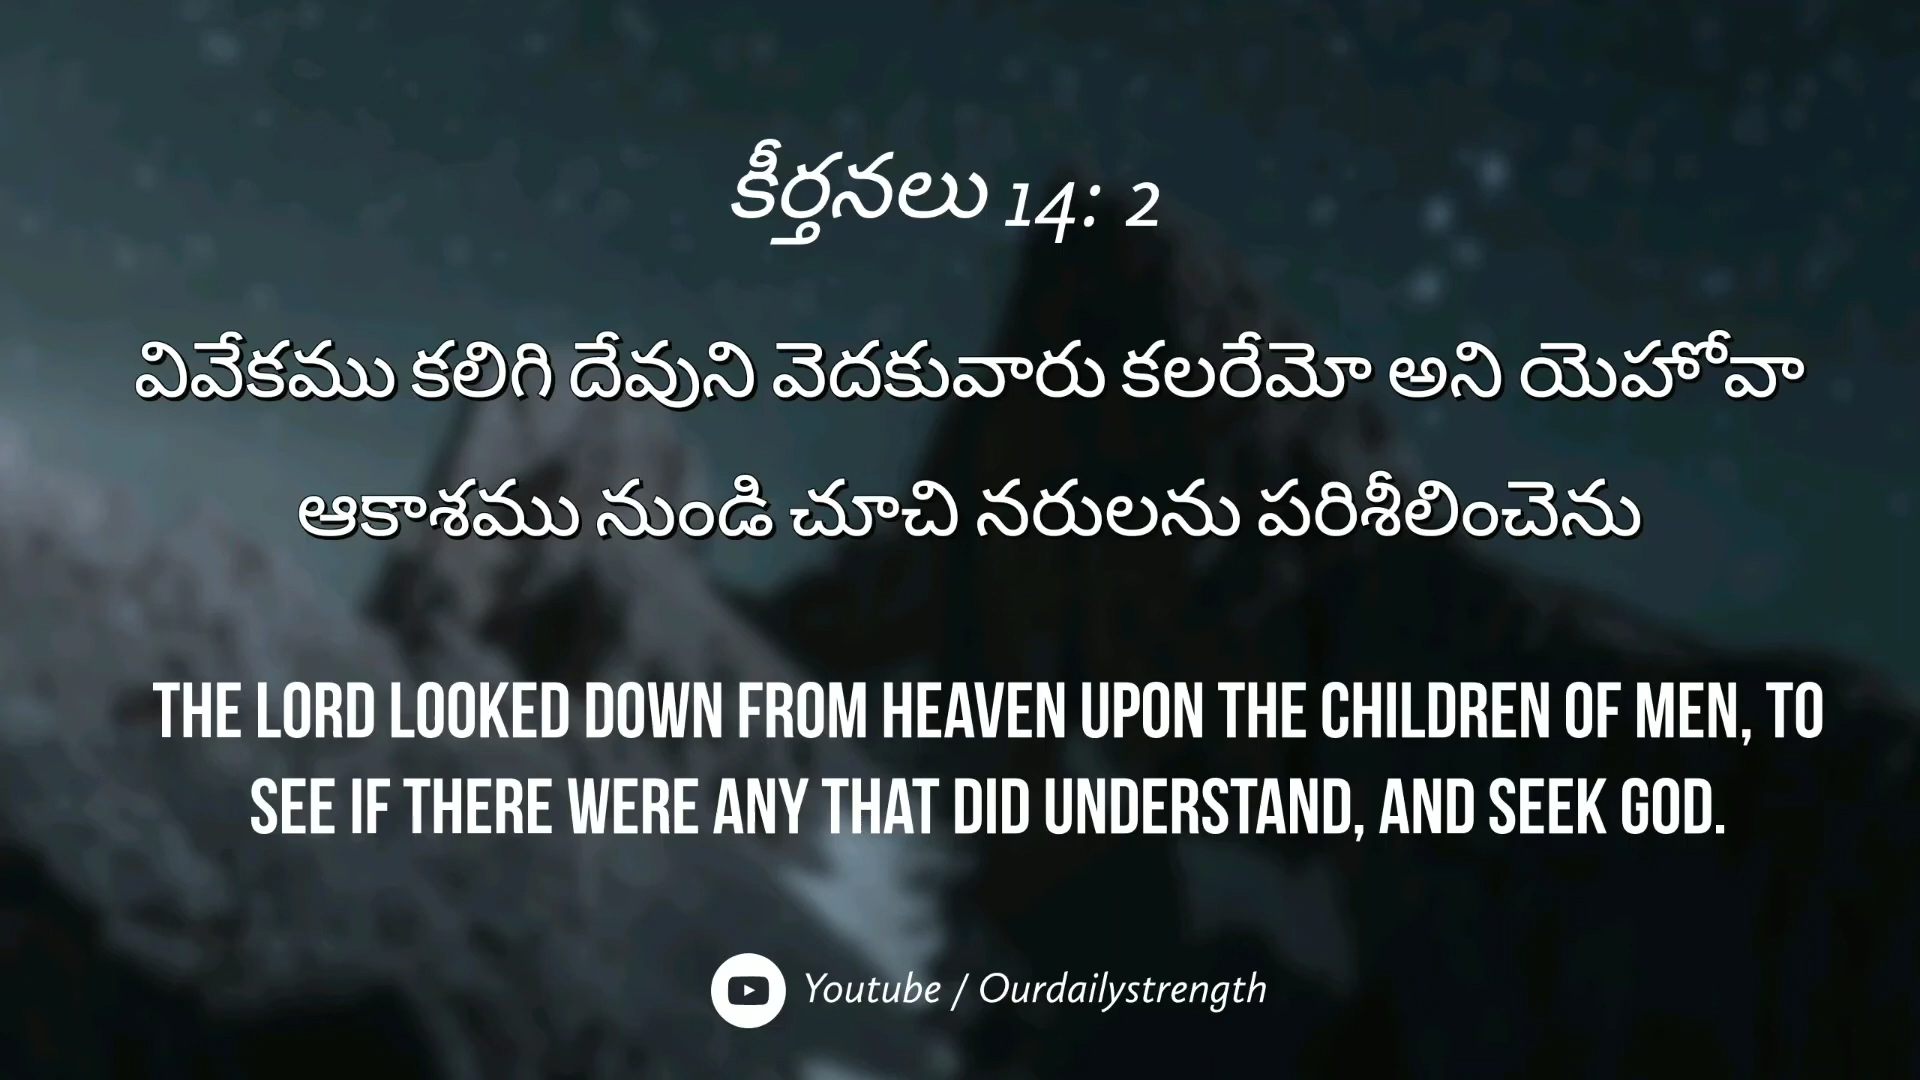 కీర్తనలు 14: 2
వివేకము కలిగి దేవుని వెదకువారు కలరేమో అని యెహోవా
ఆకాశము నుండి చూచి నరులను పరిశీలించెను
THE LORD LOOKED DOWN FROM HEAVEN UPON THE CHILDREN OF MEN, TO
SEE IF THERE WERE ANY THAT DID UNDERSTAND, AND SEEK GOD.
Youtube / Ourdailystrength